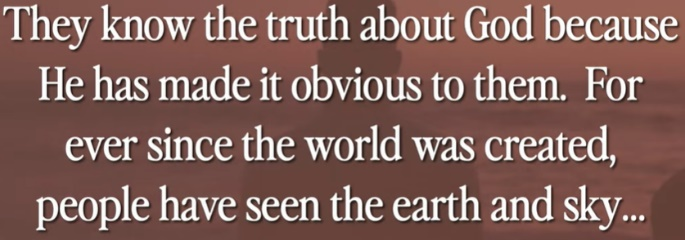 They know the truth about God because
He has made it obvious to them.  For
ever since the world was created,
people have seen the earth and sky...